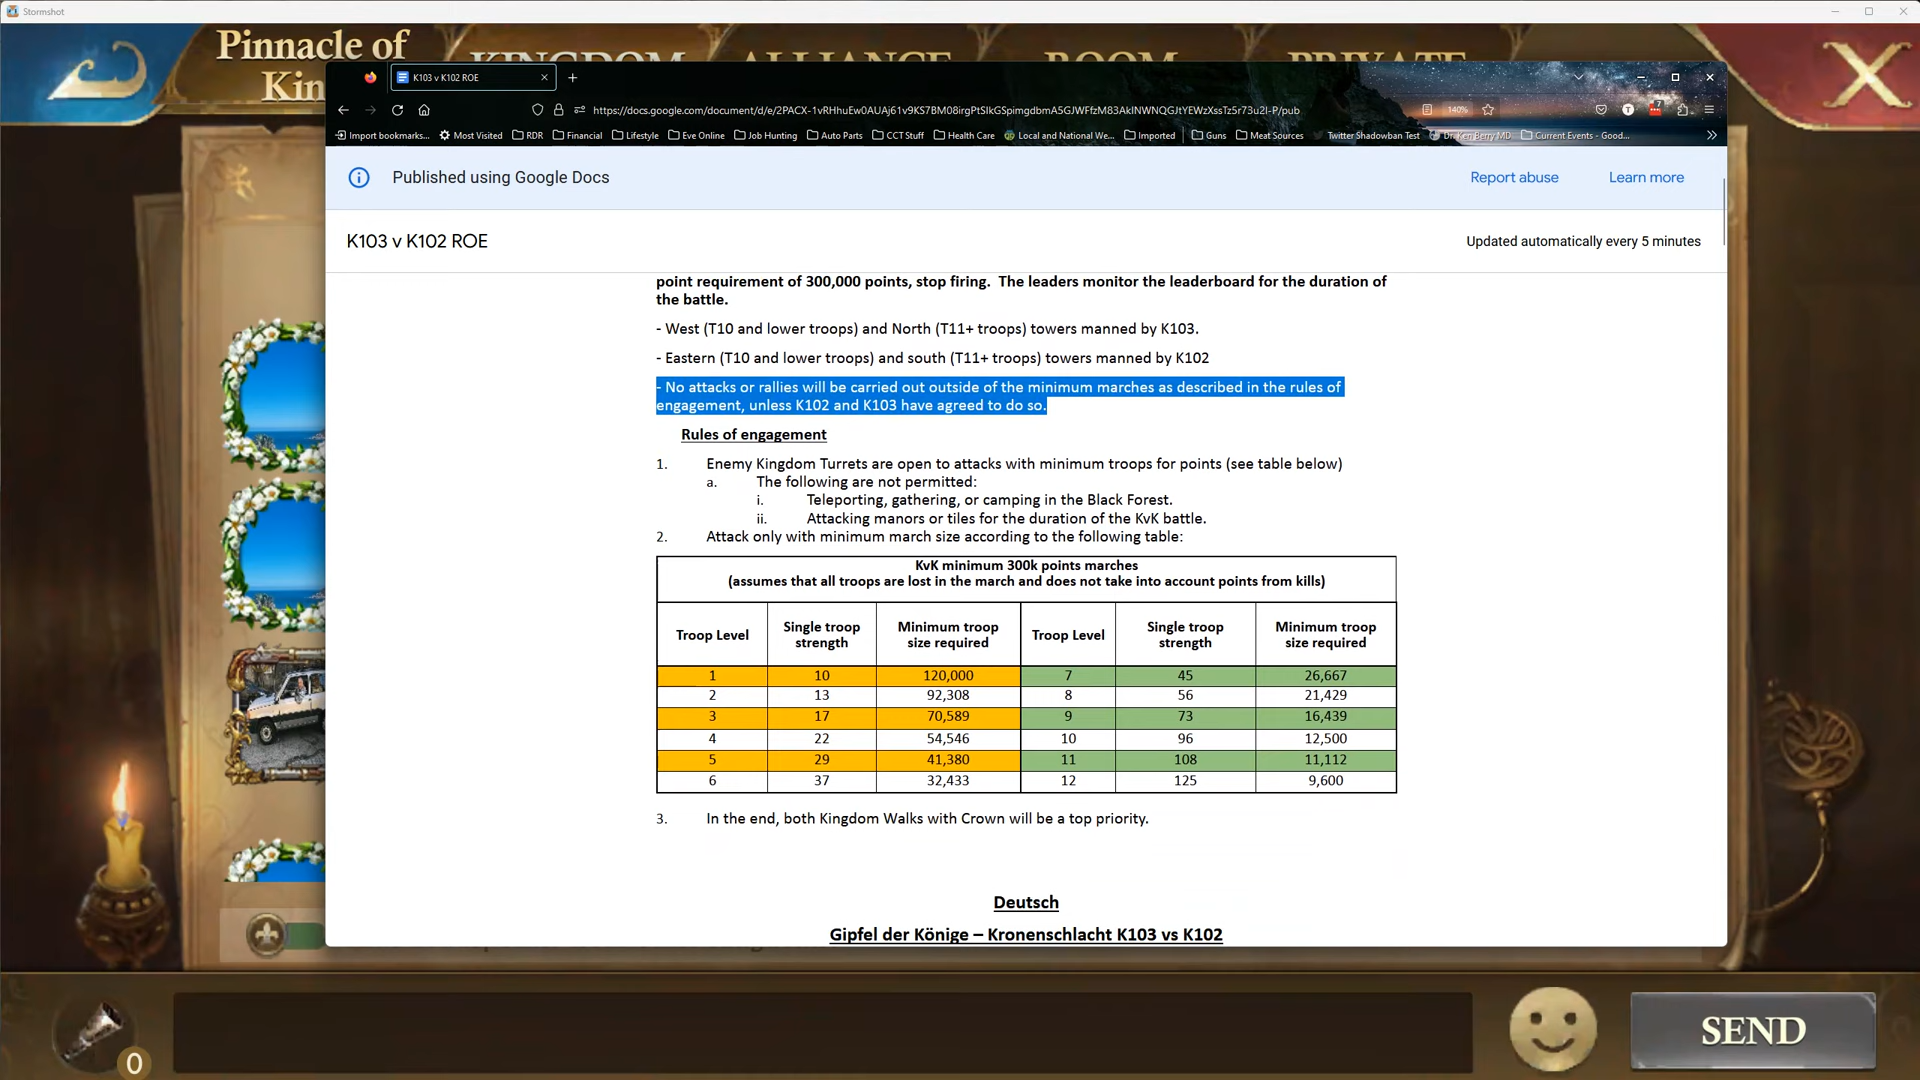 Stormshot
Pinnacle of
Kin
KINGDOM
ALLIANCE
ROOM
PRIVATE
K103 v K102 ROE
https://docs.google.com/document/d/e/2PACX-1vRHhuEw0AUAj61v9KS7BM08irgPtSIkGSpimgdbmA5GJWFfzM83AkINWNQGJtYEWzXssTz5r73u2I-P/pub
140%
7
Import bookmarks... Most Visited RDR Financial Lifestyle Eve Online Job Hunting Auto Parts CCT Stuff Health Care Local and National We... Imported Guns Meat Sources Twitter Shadowban Test Dr. Ken Berry MD Current Events - Good...
Published using Google Docs
Report abuse
Learn more
K103 v K102 ROE
Updated automatically every 5 minutes
point requirement of 300,000 points, stop firing. The leaders monitor the leaderboard for the duration of
the battle.
- West (T10 and lower troops) and North (T11+ troops) towers manned by K103.
- Eastern (T10 and lower troops) and south (T11+ troops) towers manned by K102
- No attacks or rallies will be carried out outside of the minimum marches as described in the rules of
engagement, unless K102 and K103 have agreed to do so.
Rules of engagement
1. Enemy Kingdom Turrets are open to attacks with minimum troops for points (see table below)
a. The following are not permitted:
i. Teleporting, gathering, or camping in the Black Forest.
ii. Attacking manors or tiles for the duration of the KvK battle.
2. Attack only with minimum march size according to the following table:
KvK minimum 300k points marches
(assumes that all troops are lost in the march and does not take into account points from kills)
Troop Level Single troop strength Minimum troop size required Troop Level Single troop strength Minimum troop size required
1 10 120,000 7 45 26,667
2 13 92,308 8 56 21,429
3 17 70,589 9 73 16,439
4 22 54,546 10 96 12,500
5 29 41,380 11 108 11,112
6 37 32,433 12 125 9,600
3. In the end, both Kingdom Walks with Crown will be a top priority.
Deutsch
Gipfel der Könige – Kronenschlacht K103 vs K102
0
SEND